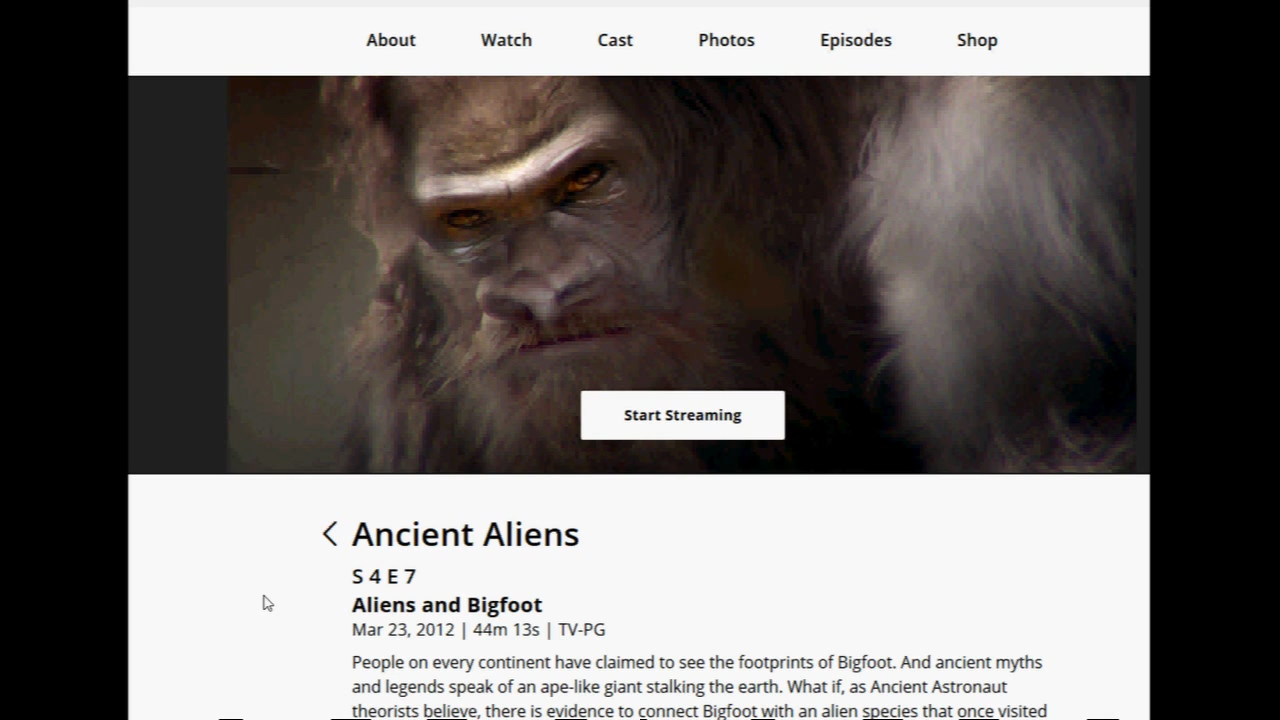 About Watch Cast Photos Episodes Shop
Start Streaming
Ancient Aliens
S 4 E 7
Aliens and Bigfoot
Mar 23, 2012 | 44m 13s | TV-PG
People on every continent have claimed to see the footprints of Bigfoot. And ancient myths
and legends speak of an ape-like giant stalking the earth. What if, as Ancient Astronaut
theorists believe, there is evidence to connect Bigfoot with an alien species that once visited